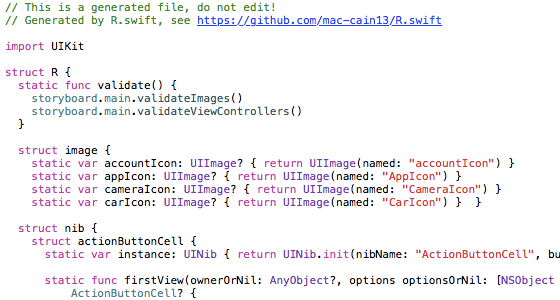 // This is a generated file, do not edit!
// Generated by R.swift, see https://github.com/mac-cain13/R.swift
import UIKit
struct R {
static func validate() {
storyboard.main.validateImages()
storyboard.main.validateViewControllers()
}
struct image {
static var accountIcon: UIImage? { return UIImage(named: "accountIcon") }
static var appIcon: UIImage? { return UIImage(named: "AppIcon") }
static var cameraIcon: UIImage? { return UIImage(named: "CameraIcon") }
static var carIcon: UIImage? { return UIImage(named: "CarIcon") }  }
struct nib {
struct actionButtonCell {
static var instance: UINib { return UINib.init(nibName: "ActionButtonCell", bu
static func firstView(ownerOrNil: AnyObject?, options optionsOrNil: [NSObject
ActionButtonCell? {